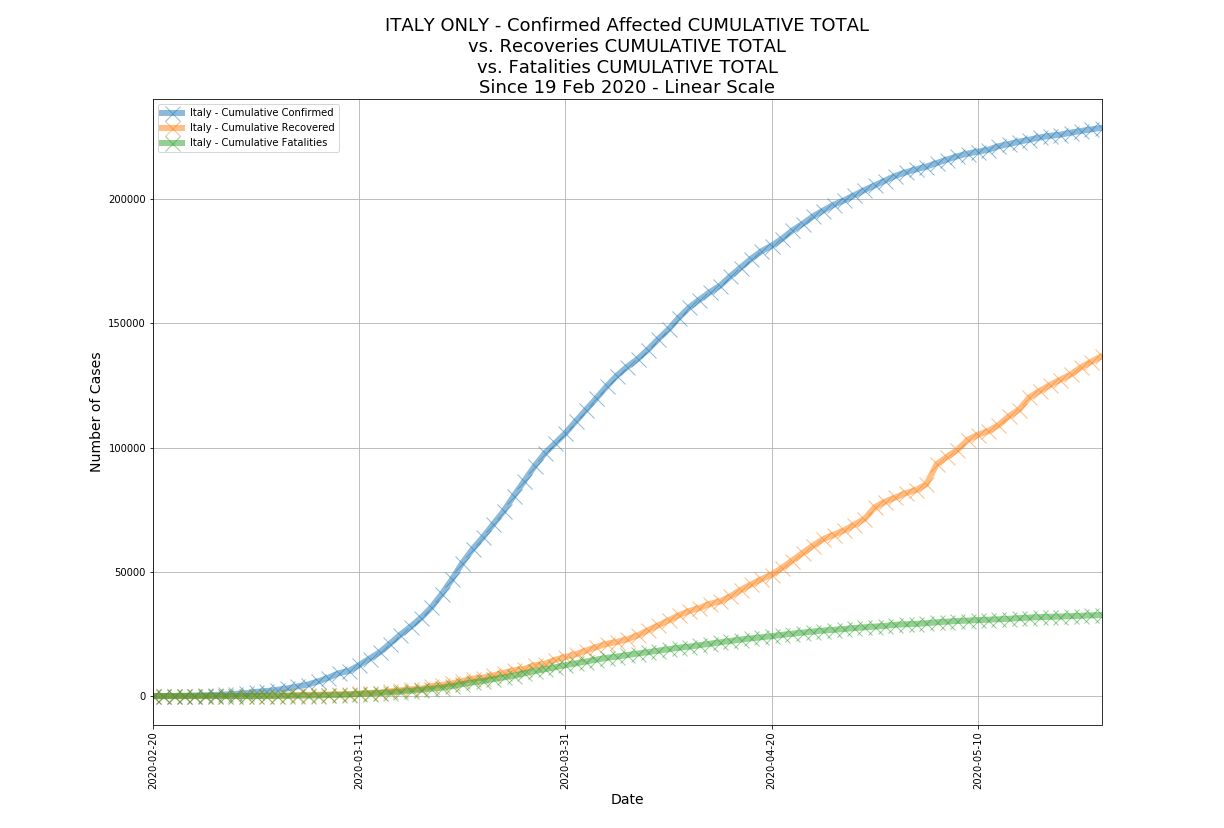 ITALY ONLY - Confirmed Affected CUMULATIVE TOTAL
vs. Recoveries CUMULATIVE TOTAL
vs. Fatalities CUMULATIVE TOTAL
Since 19 Feb 2020 - Linear Scale
Italy - Cumulative Confirmed
Italy - Cumulative Recovered
Italy - Cumulative Fatalities
Number of Cases
200000
150000
100000
50000
0
2020-02-20
2020-03-11
2020-03-31
2020-04-20
2020-05-10
Date